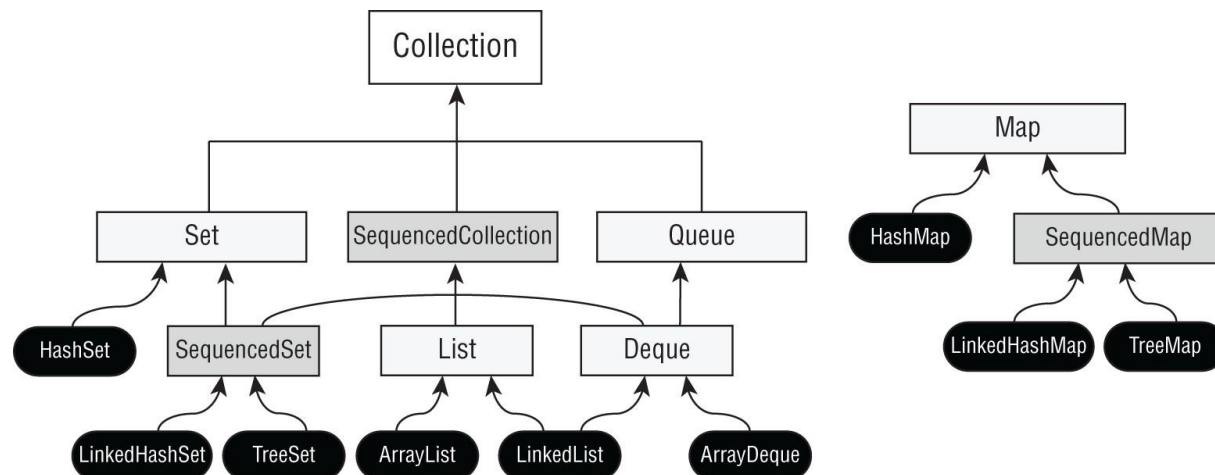 Collection
Map
Set
SequencedCollection
Queue
HashMap
SequencedMap
HashSet
SequencedSet
List
Deque
LinkedHashMap
TreeMap
LinkedHashSet
TreeSet
ArrayList
LinkedList
ArrayDeque